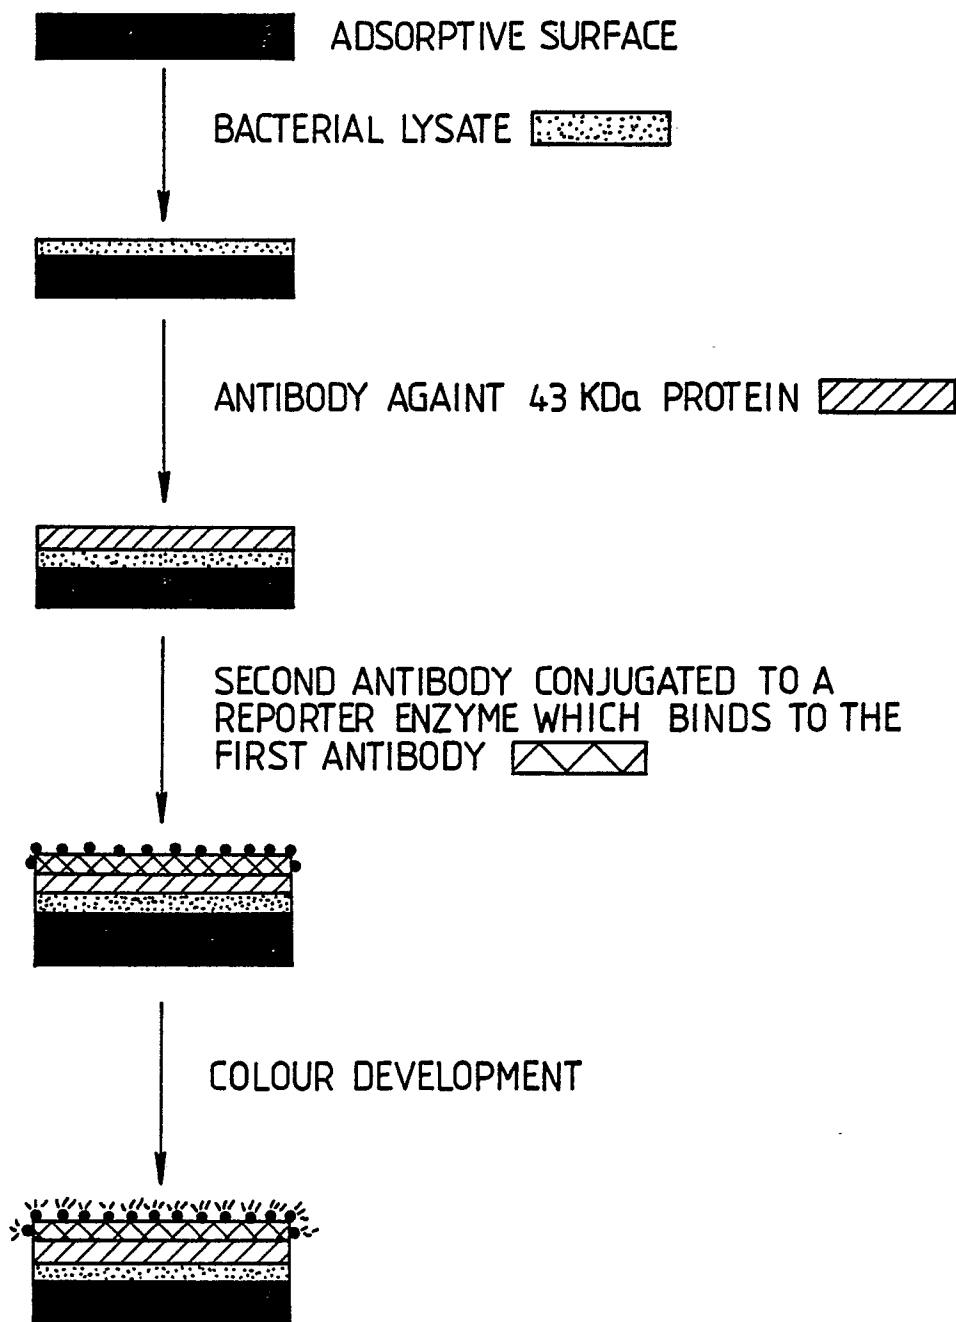 ADSORPTIVE SURFACE
BACTERIAL LYSATE
ANTIBODY AGAINT 43 KDa PROTEIN
SECOND ANTIBODY CONJUGATED TO A
REPORTER ENZYME WHICH BINDS TO THE
FIRST ANTIBODY
COLOUR DEVELOPMENT